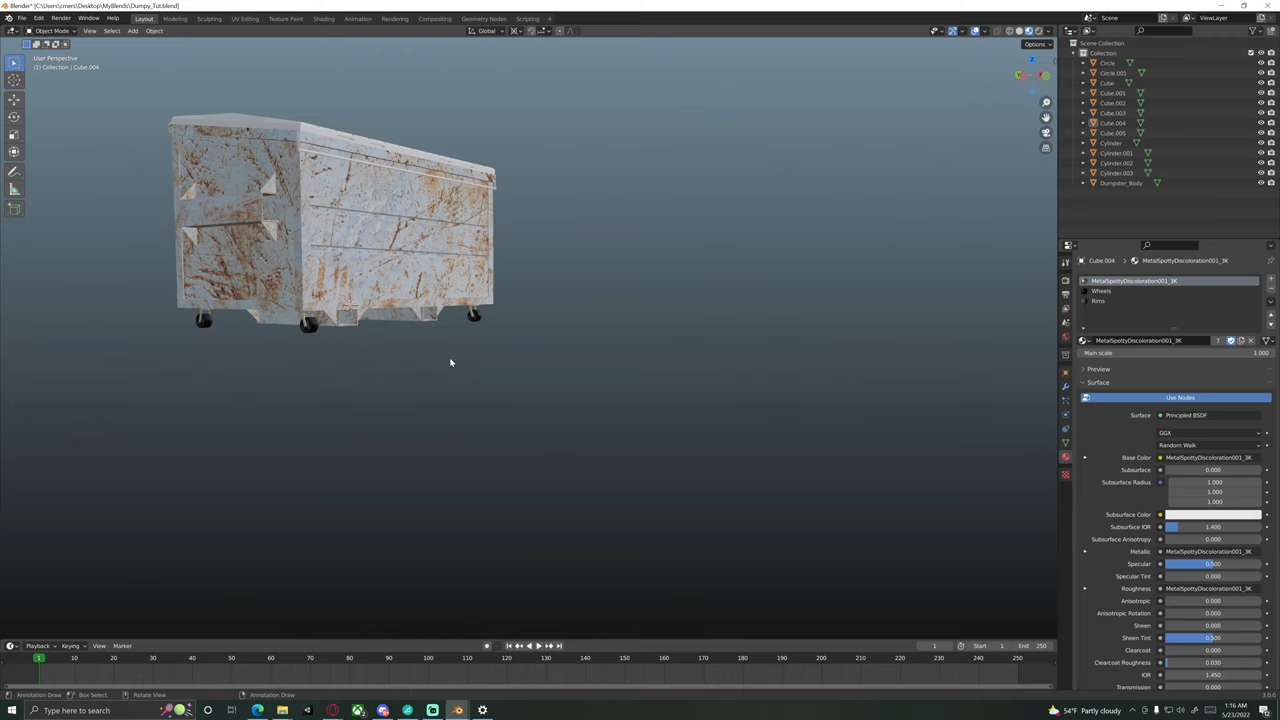 Blender* [C:\Users\cmers\Desktop\MyBlends\Dumpy_Tut.blend]
File Edit Render Window Help Layout Modeling Sculpting UV Editing Texture Paint Shading Animation Rendering Compositing Geometry Nodes Scripting Scene ViewLayer
Object Mode View Select Add Object Global
Options
User Perspective
(1) Collection | Cube.004
Scene Collection
Collection
Circle
Circle.001
Cube
Cube.001
Cube.002
Cube.003
Cube.004
Cube.005
Cylinder
Cylinder.001
Cylinder.002
Cylinder.003
Dumpster_Body
Cube.004 MetalSpottyDiscoloration001_3K
MetalSpottyDiscoloration001_3K
Wheels
Rims
MetalSpottyDiscoloration001_3K 7
Main scale 1.000
Preview
Surface
Use Nodes
Surface Principled BSDF
GGX
Random Walk
Base Color MetalSpottyDiscoloration001_3K
Subsurface 0.000
Subsurface Radius 1.000
1.000
1.000
Subsurface Color
Subsurface IOR 1.400
Subsurface Anisotropy 0.000
Metallic MetalSpottyDiscoloration001_3K
Specular 0.500
Specular Tint 0.000
Roughness MetalSpottyDiscoloration001_3K
Anisotropic 0.000
Anisotropic Rotation 0.000
Sheen 0.000
Sheen Tint 0.500
Clearcoat 0.000
Clearcoat Roughness 0.030
IOR 1.450
Transmission 0.000
Playback Keying View Marker 1 Start 1 End 250
1 10 20 30 40 50 60 70 80 90 100 110 120 130 140 150 160 170 180 190 200 210 220 230 240 250
Annotation Draw Box Select Rotate View Annotation Draw 3.0.0
Type here to search 54°F Partly cloudy 1:16 AM
5/23/2022